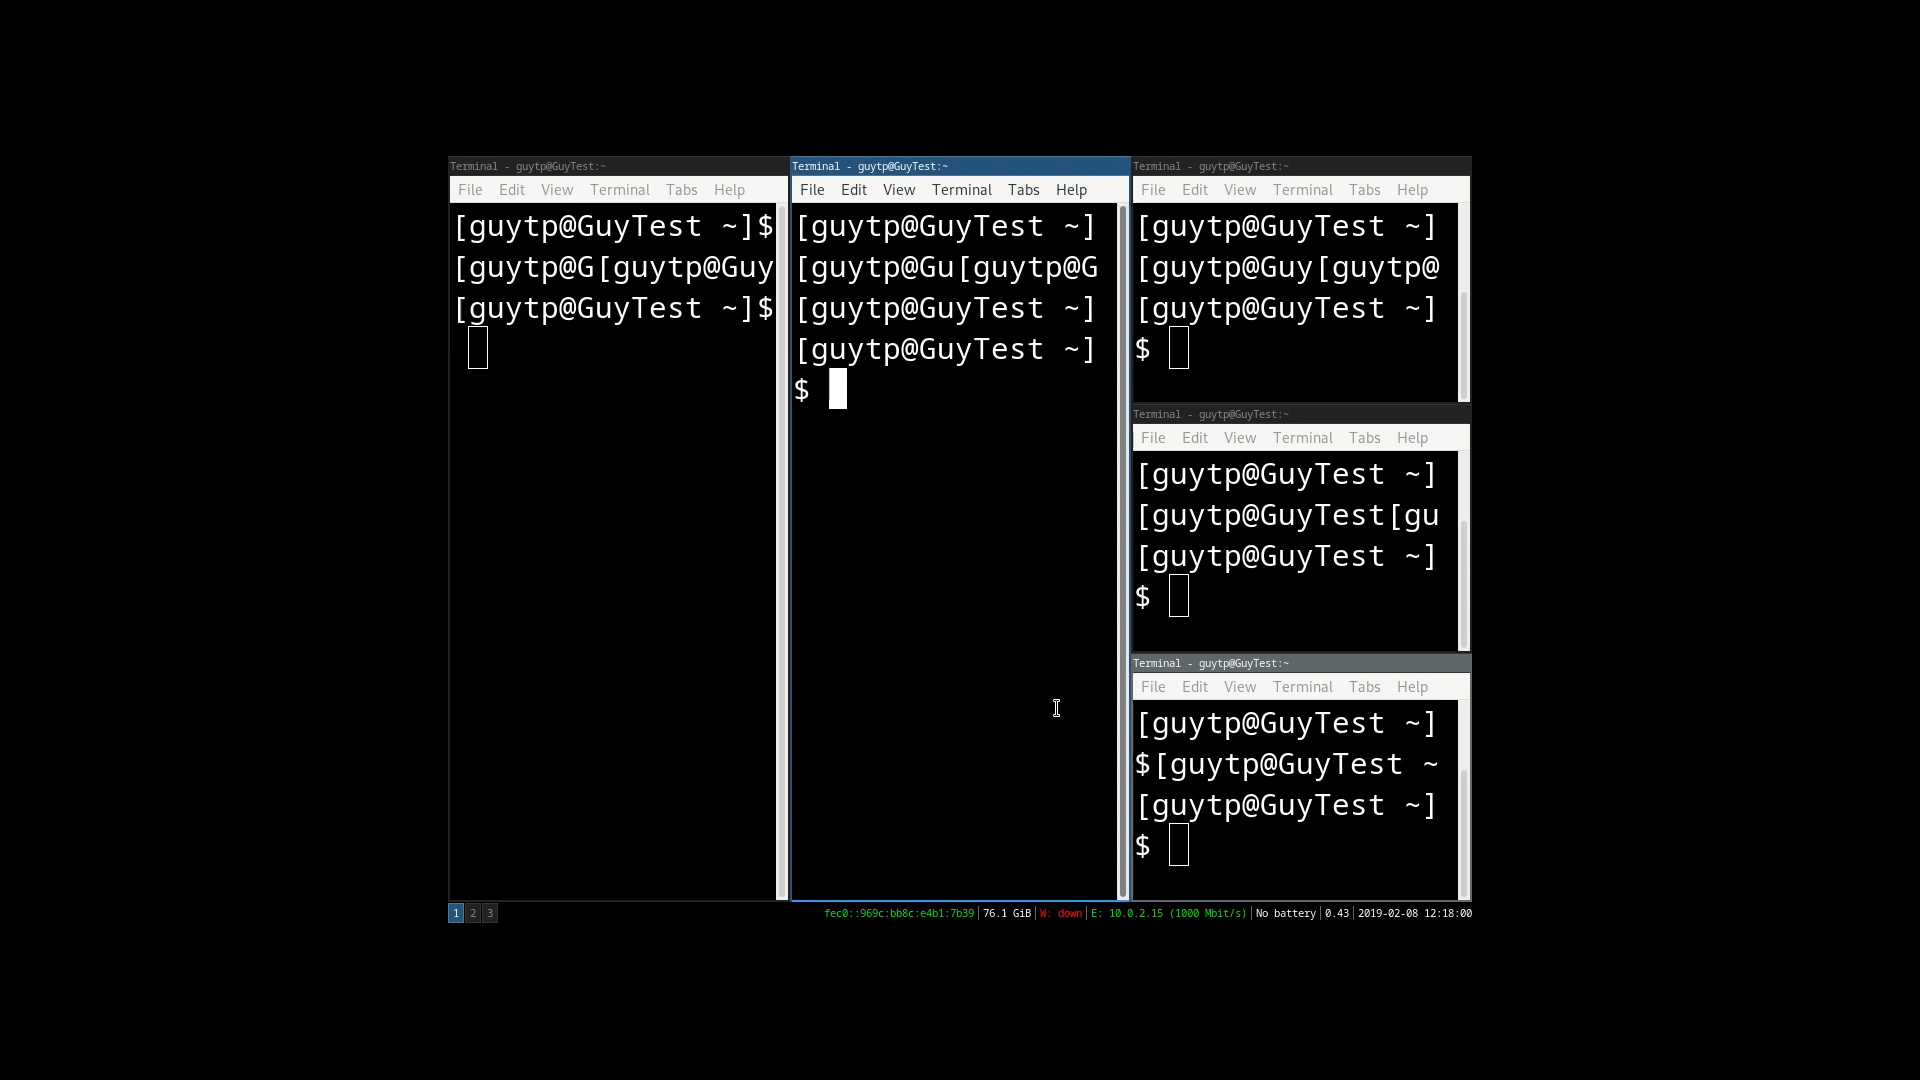 Terminal - guytp@GuyTest:~
File Edit View Terminal Tabs Help
[guytp@GuyTest ~]$
[guytp@G[guytp@Guy
[guytp@GuyTest ~]$
Terminal - guytp@GuyTest:~
File Edit View Terminal Tabs Help
[guytp@GuyTest ~]
[guytp@Gu[guytp@G
[guytp@GuyTest ~]
[guytp@GuyTest ~]
$
Terminal - guytp@GuyTest:~
File Edit View Terminal Tabs Help
[guytp@GuyTest ~]
[guytp@Guy[guytp@
[guytp@GuyTest ~]
$
Terminal - guytp@GuyTest:~
File Edit View Terminal Tabs Help
[guytp@GuyTest ~]
[guytp@GuyTest[gu
[guytp@GuyTest ~]
$
Terminal - guytp@GuyTest:~
File Edit View Terminal Tabs Help
[guytp@GuyTest ~]
$[guytp@GuyTest ~
[guytp@GuyTest ~]
$
1 2 3 fec0::969c:bb8c:e4b1:7b39 | 76.1 GiB | W: down | E: 10.0.2.15 (1000 Mbit/s) | No battery | 0.43 | 2019-02-08 12:18:00